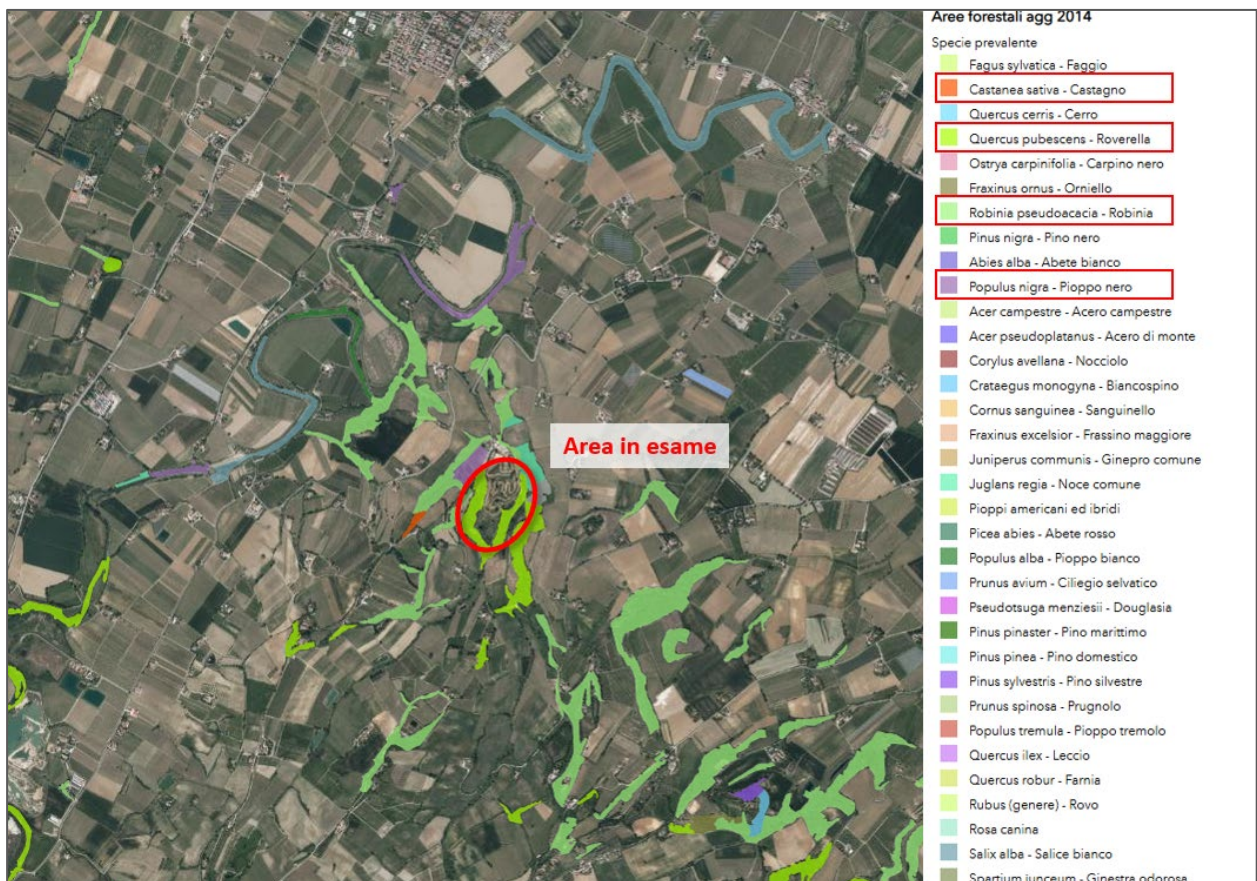 Area in esame
Aree forestali agg 2014
Specie prevalente
Fagus sylvatica - Faggio
Castanea sativa - Castagno
Quercus cerris - Cerro
Quercus pubescens - Roverella
Ostrya carpinifolia - Carpino nero
Fraxinus ornus - Orniello
Robinia pseudoacacia - Robinia
Pinus nigra - Pino nero
Abies alba - Abete bianco
Populus nigra - Pioppo nero
Acer campestre - Acero campestre
Acer pseudoplatanus - Acero di monte
Corylus avellana - Nocciolo
Crataegus monogyna - Biancospino
Cornus sanguinea - Sanguinello
Fraxinus excelsior - Frassino maggiore
Juniperus communis - Ginepro comune
Juglans regia - Noce comune
Pioppi americani ed ibridi
Picea abies - Abete rosso
Populus alba - Pioppo bianco
Prunus avium - Ciliegio selvatico
Pseudotsuga menziesii - Douglasia
Pinus pinaster - Pino marittimo
Pinus pinea - Pino domestico
Pinus sylvestris - Pino silvestre
Prunus spinosa - Prugnolo
Populus tremula - Pioppo tremolo
Quercus ilex - Leccio
Quercus robur - Farnia
Rubus (genere) - Rovo
Rosa canina
Salix alba - Salice bianco
Spartium junceum - Ginestra odorosa